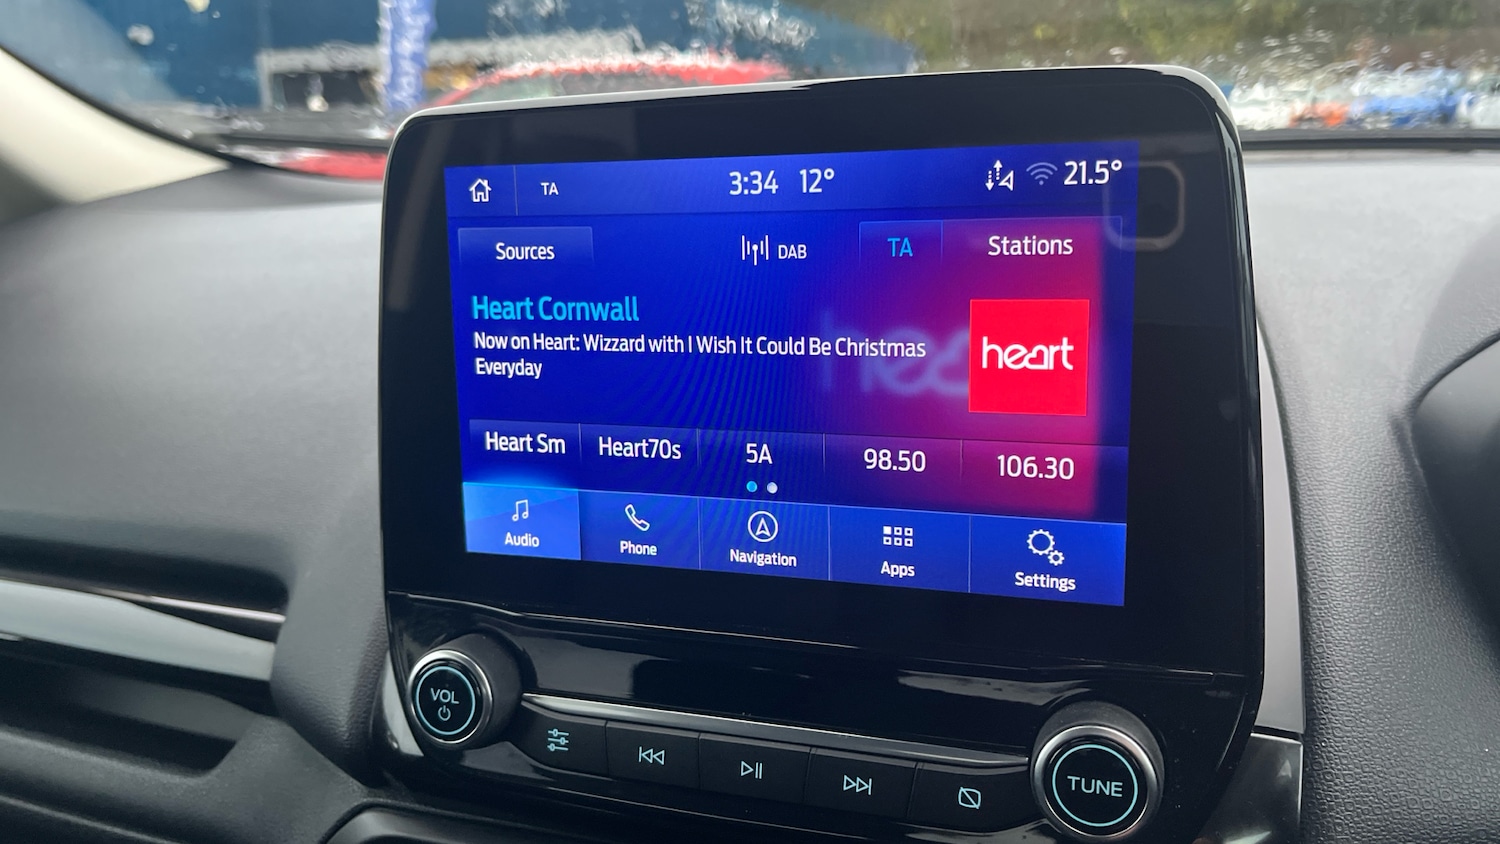 TA 3:34 12° 21.5°
Sources DAB TA Stations
Heart Cornwall
Now on Heart: Wizzard with I Wish It Could Be Christmas
Everyday
heart
Heart Sm Heart70s 5A 98.50 106.30
Audio Phone Navigation Apps Settings
VOL
TUNE